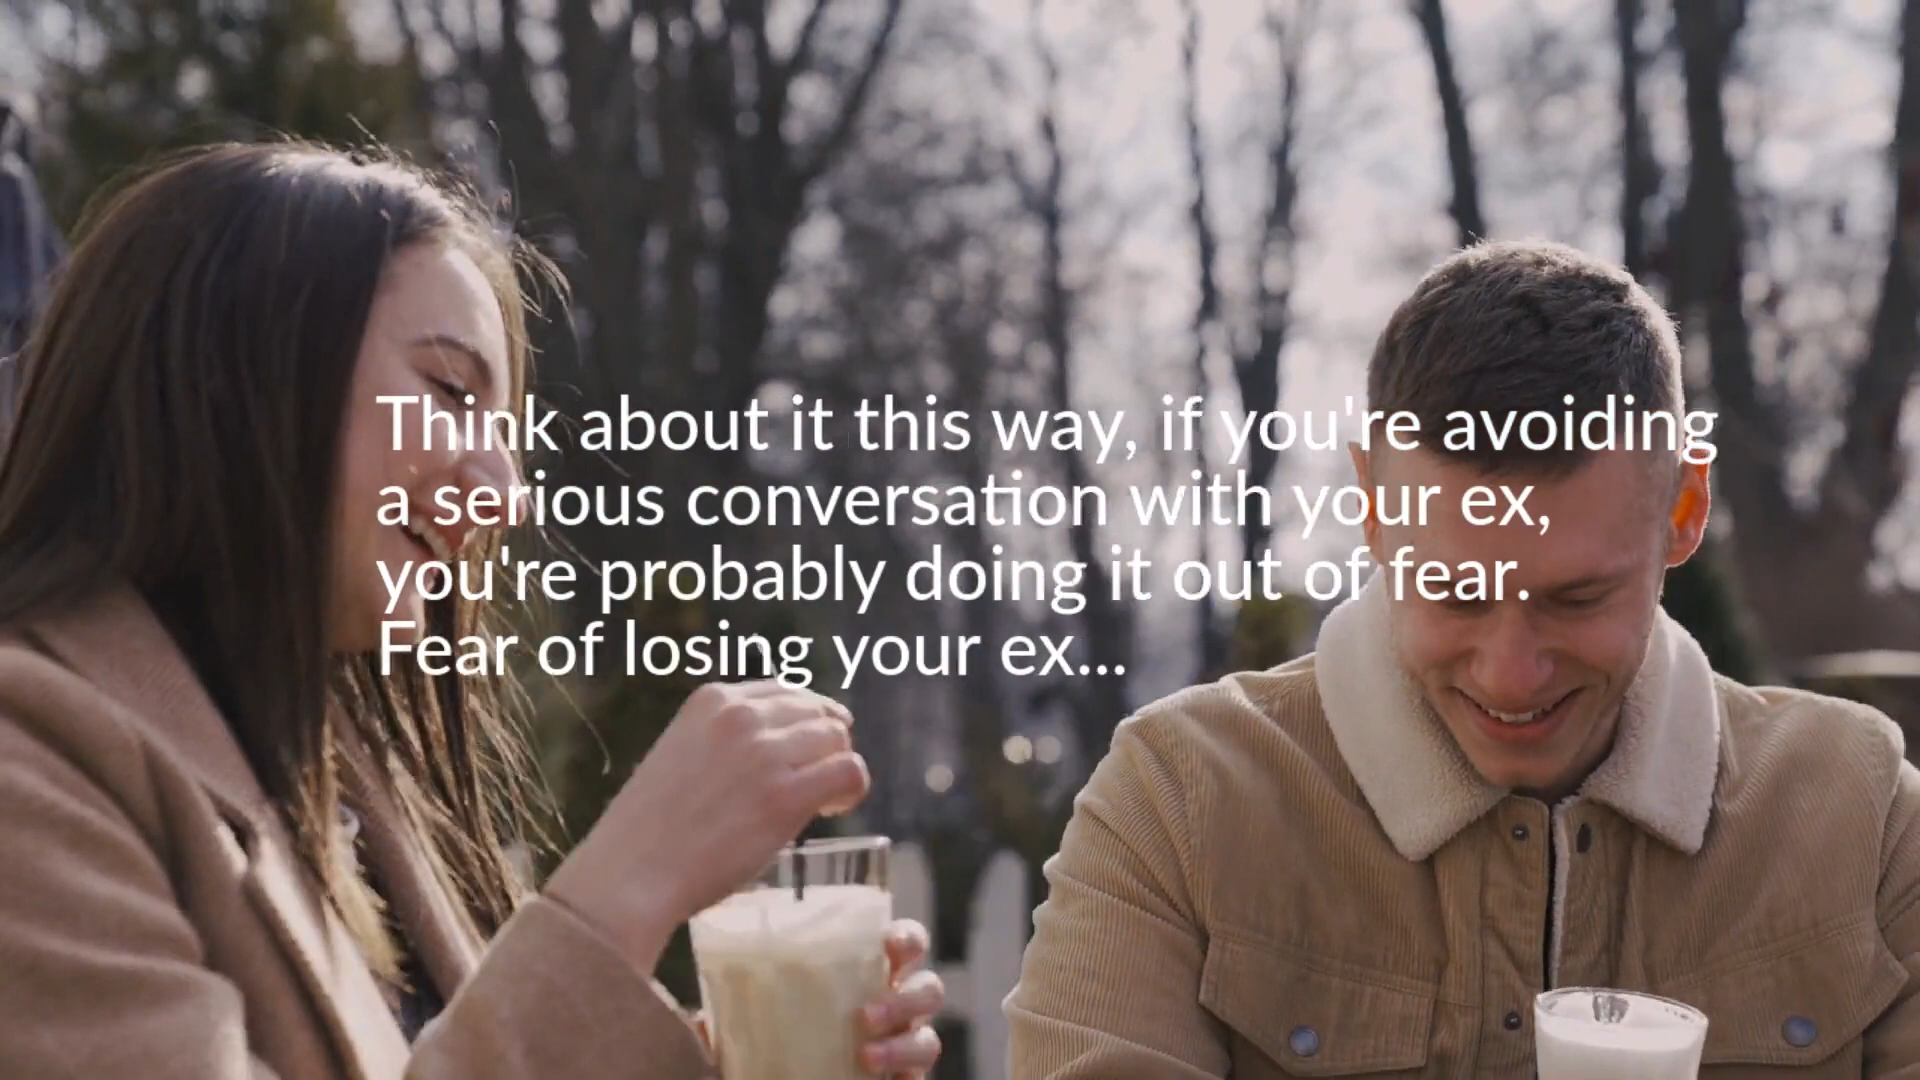 Think about it this way, if you're avoiding
a serious conversation with your ex,
you're probably doing it out of fear.
Fear of losing your ex...